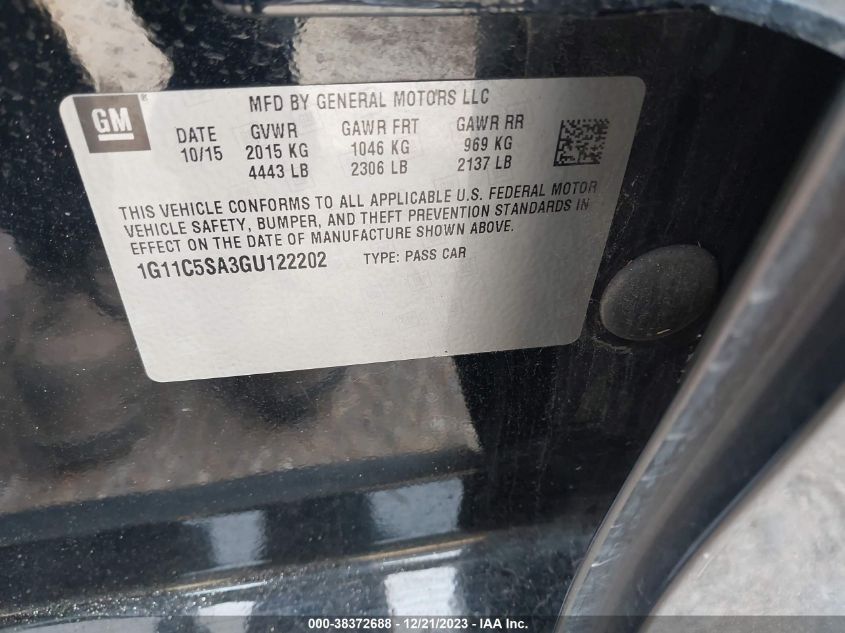 GM
MFD BY GENERAL MOTORS LLC
DATE GVWR GAWR FRT GAWR RR
10/15 2015 KG 1046 KG 969 KG
4443 LB 2306 LB 2137 LB
THIS VEHICLE CONFORMS TO ALL APPLICABLE U.S. FEDERAL MOTOR
VEHICLE SAFETY, BUMPER, AND THEFT PREVENTION STANDARDS IN
EFFECT ON THE DATE OF MANUFACTURE SHOWN ABOVE.
1G11C5SA3GU122202 TYPE: PASS CAR
000-38372688 - 12/21/2023 - IAA Inc.